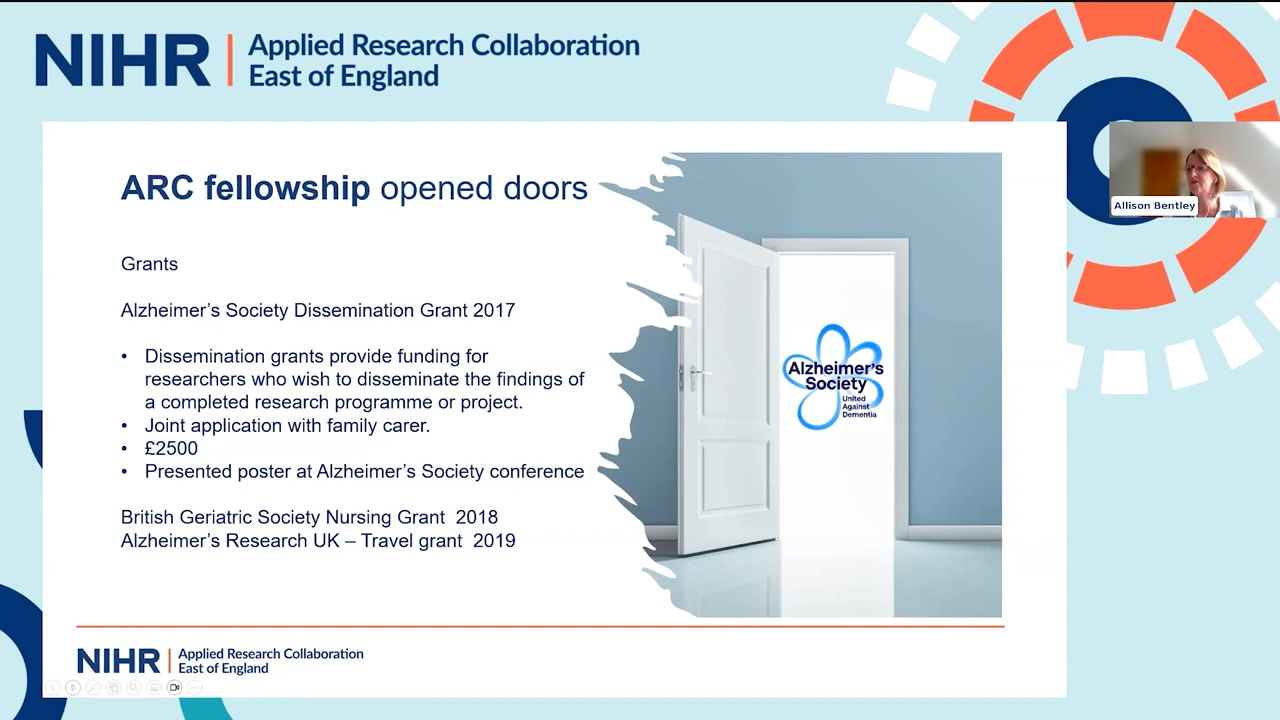 NIHR | Applied Research Collaboration
East of England
ARC fellowship opened doors
Grants
Alzheimer's Society Dissemination Grant 2017
• Dissemination grants provide funding for
researchers who wish to disseminate the findings of
a completed research programme or project.
• Joint application with family carer.
• £2500
• Presented poster at Alzheimer's Society conference
British Geriatric Society Nursing Grant 2018
Alzheimer's Research UK – Travel grant 2019
Alzheimer's
Society
United
Against
Dementia
Allison Bentley
NIHR | Applied Research Collaboration
East of England